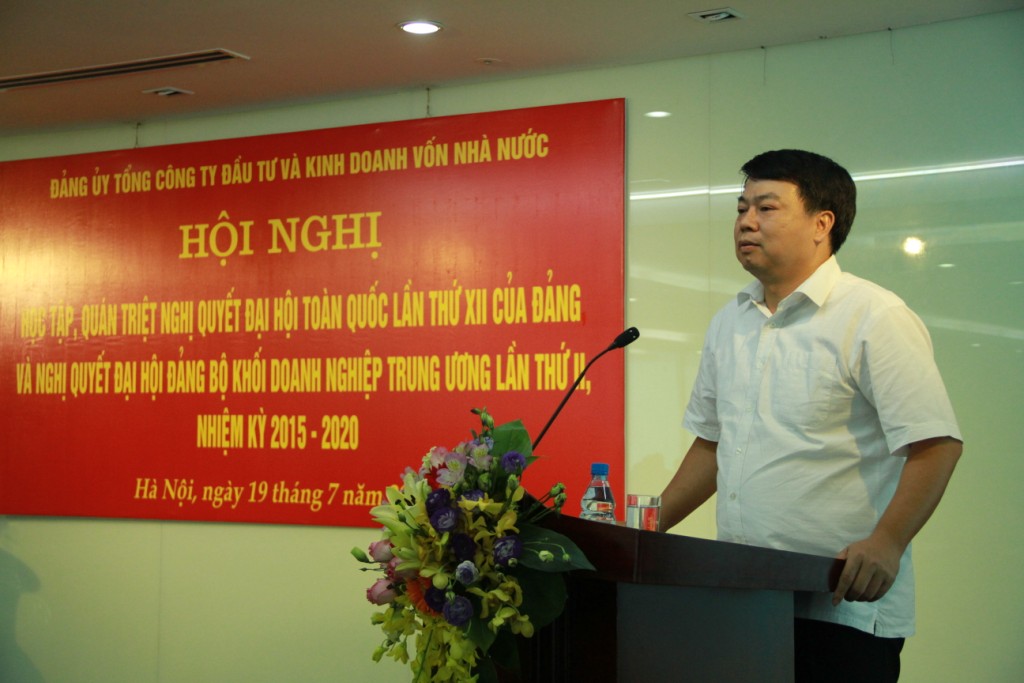 ĐẢNG ỦY TỔNG CÔNG TY ĐẦU TƯ VÀ KINH DOANH VỐN NHÀ NƯỚC
HỘI NGHỊ
HỌC TẬP, QUÁN TRIỆT NGHỊ QUYẾT ĐẠI HỘI TOÀN QUỐC LẦN THỨ XII CỦA ĐẢNG
VÀ NGHỊ QUYẾT ĐẠI HỘI ĐẢNG BỘ KHỐI DOANH NGHIỆP TRUNG ƯƠNG LẦN THỨ II,
NHIỆM KỲ 2015 - 2020
Hà Nội, ngày 19 tháng 7 năm